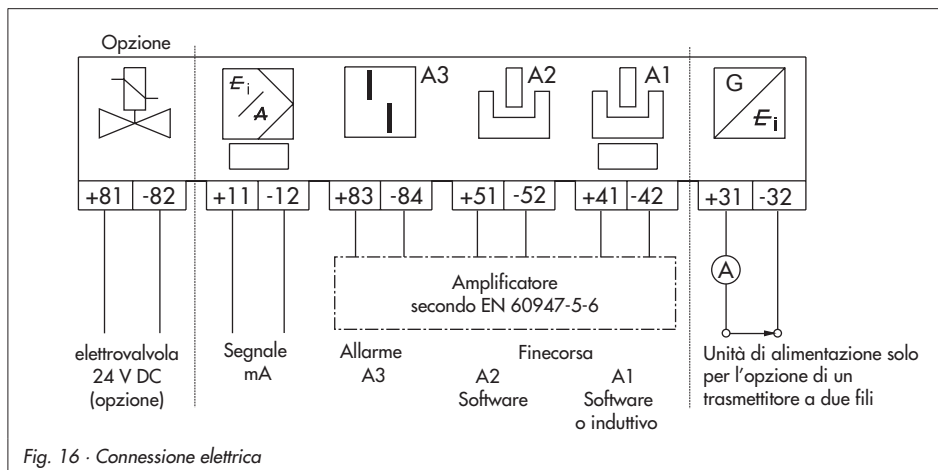 Opzione
E i
A
A3
A2
A1
G
E i
+81 -82 +11 -12 +83 -84 +51 -52 +41 -42 +31 -32
A
Amplificatore
secondo EN 60947-5-6
elettrovalvola
24 V DC
(opzione)
Segnale
mA
Allarme
A3
Finecorsa
A2
Software
A1
Software
o induttivo
Unità di alimentazione solo
per l'opzione di un
trasmettitore a due fili
Fig. 16 · Connessione elettrica